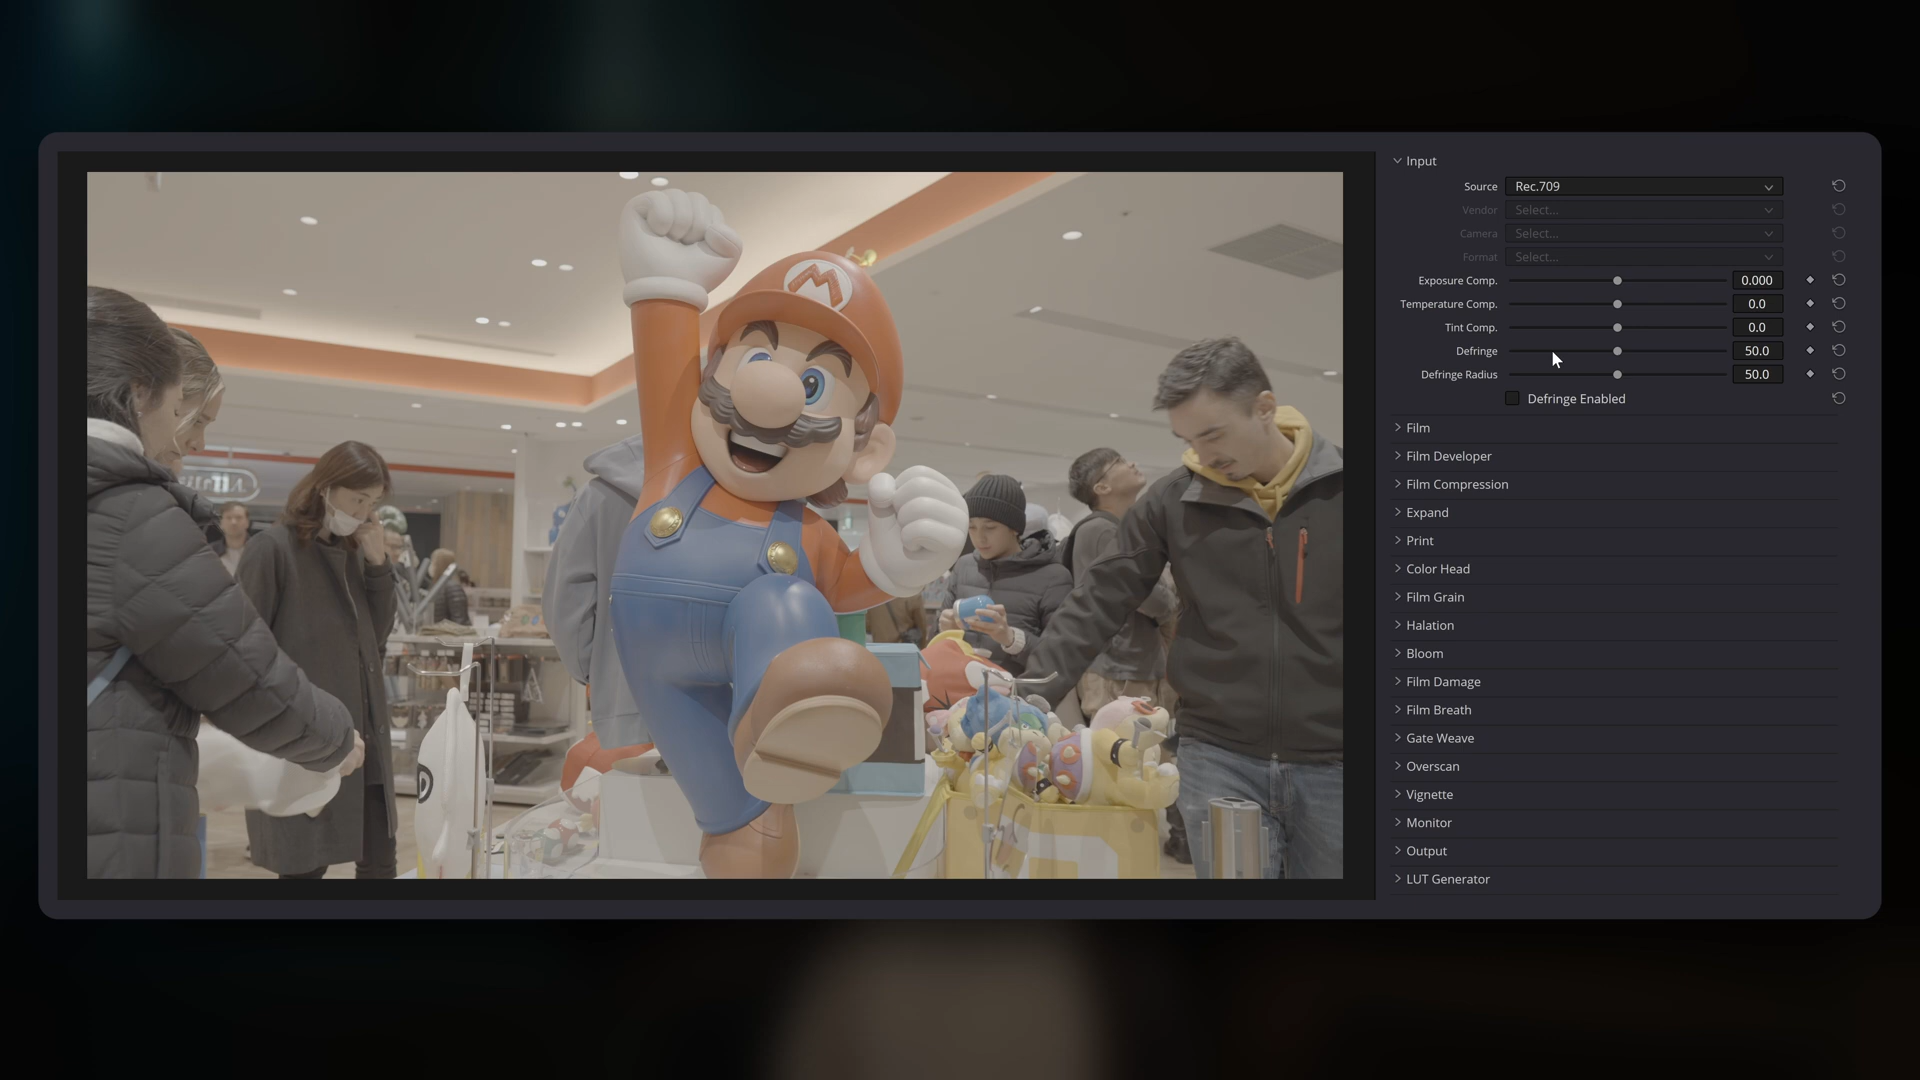 Input
Source Rec.709
Vendor Select...
Camera Select...
Format Select...
Exposure Comp. 0.000
Temperature Comp. 0.0
Tint Comp. 0.0
Defringe 50.0
Defringe Radius 50.0
Defringe Enabled
Film
Film Developer
Film Compression
Expand
Print
Color Head
Film Grain
Halation
Bloom
Film Damage
Film Breath
Gate Weave
Overscan
Vignette
Monitor
Output
LUT Generator
M